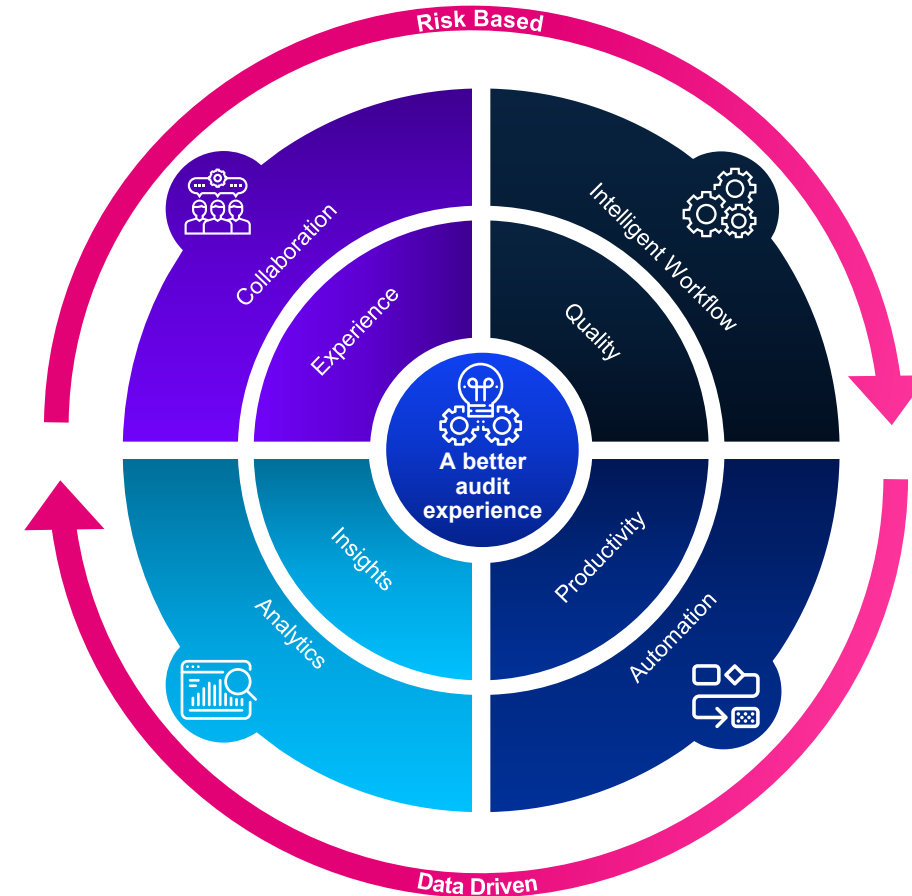 Risk Based
Collaboration
Intelligent Workflow
Experience
Quality
A better
audit
experience
Insights
Productivity
Analytics
Automation
Data Driven